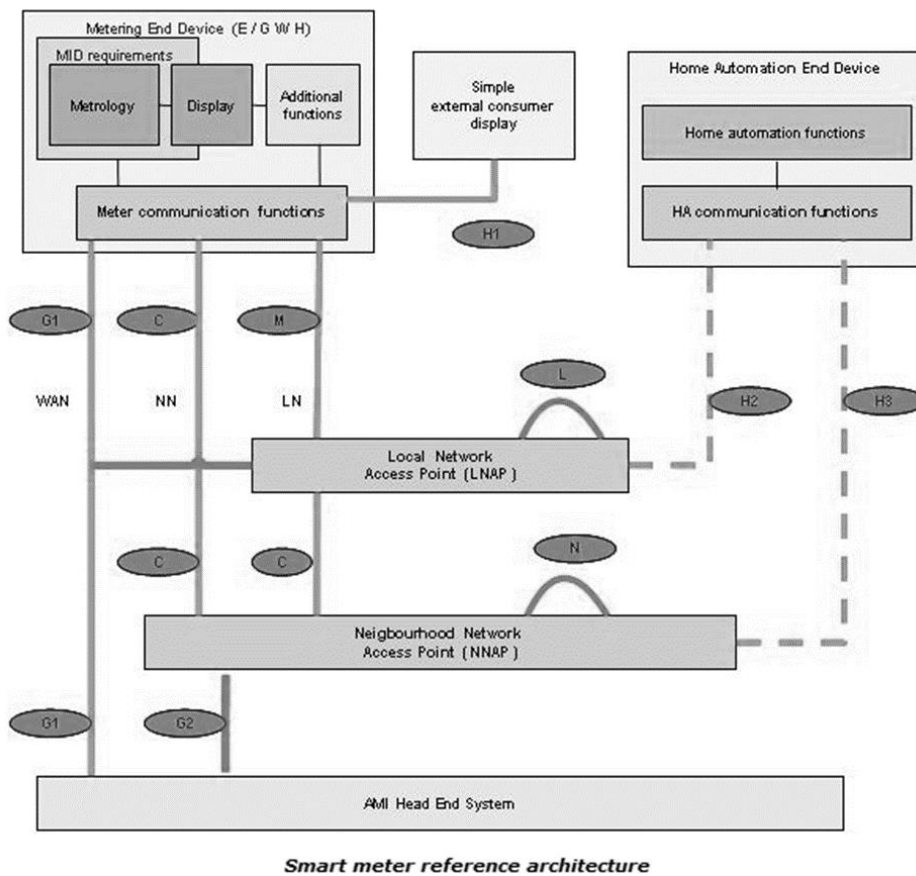 Metering End Device (E / G W H)
MID requirements
Metrology
Display
Additional
functions
Simple
external consumer
display
Home Automation End Device
Home automation functions
Meter communication functions
HA communication functions
H1
G1
C
M
WAN
NN
LN
L
H2
H3
Local Network
Access Point (LNAP)
C
C
N
Neigbourhood Network
Access Point (NNAP)
G1
G2
AMI Head End System
Smart meter reference architecture